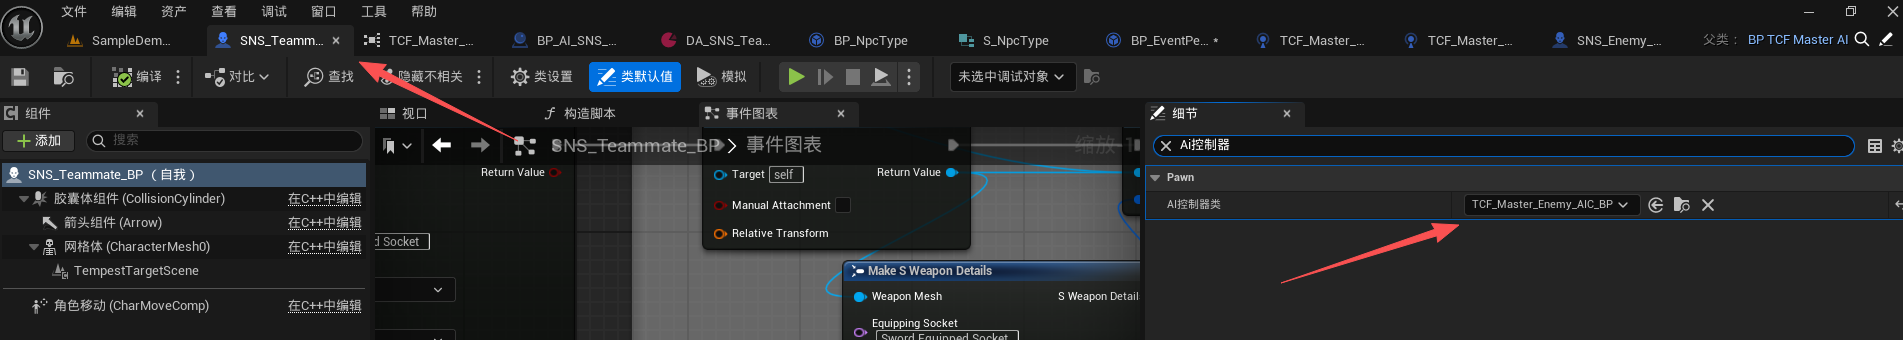 文件 编辑 资产 查看 调试 窗口 工具 帮助
SampleDem... SNS_Teamm... TCF_Master_... BP_AI_SNS_... DA_SNS_Tea... BP_NpcType S_NpcType BP_EventPe... * TCF_Master_... TCF_Master_... SNS_Enemy_... 父类： BP TCF Master AI
编译 对比 查找 隐藏不相关 类设置 类默认值 模拟 未选中调试对象
组件 视口 构造脚本 事件图表 细节
添加 搜索
SNS_Teammate_BP > 事件图表 缩放 1
Ai控制器
SNS_Teammate_BP （自我）
胶囊体组件 (CollisionCylinder) 在C++中编辑
箭头组件 (Arrow) 在C++中编辑
网格体 (CharacterMesh0) 在C++中编辑
TempestTargetScene
角色移动 (CharMoveComp) 在C++中编辑
Return Value
d Socket
Target self Return Value
Manual Attachment
Relative Transform
Make S Weapon Details
Weapon Mesh S Weapon Details
Equipping Socket
Sword Equipped Socket
Pawn
AI控制器类 TCF_Master_Enemy_AIC_BP